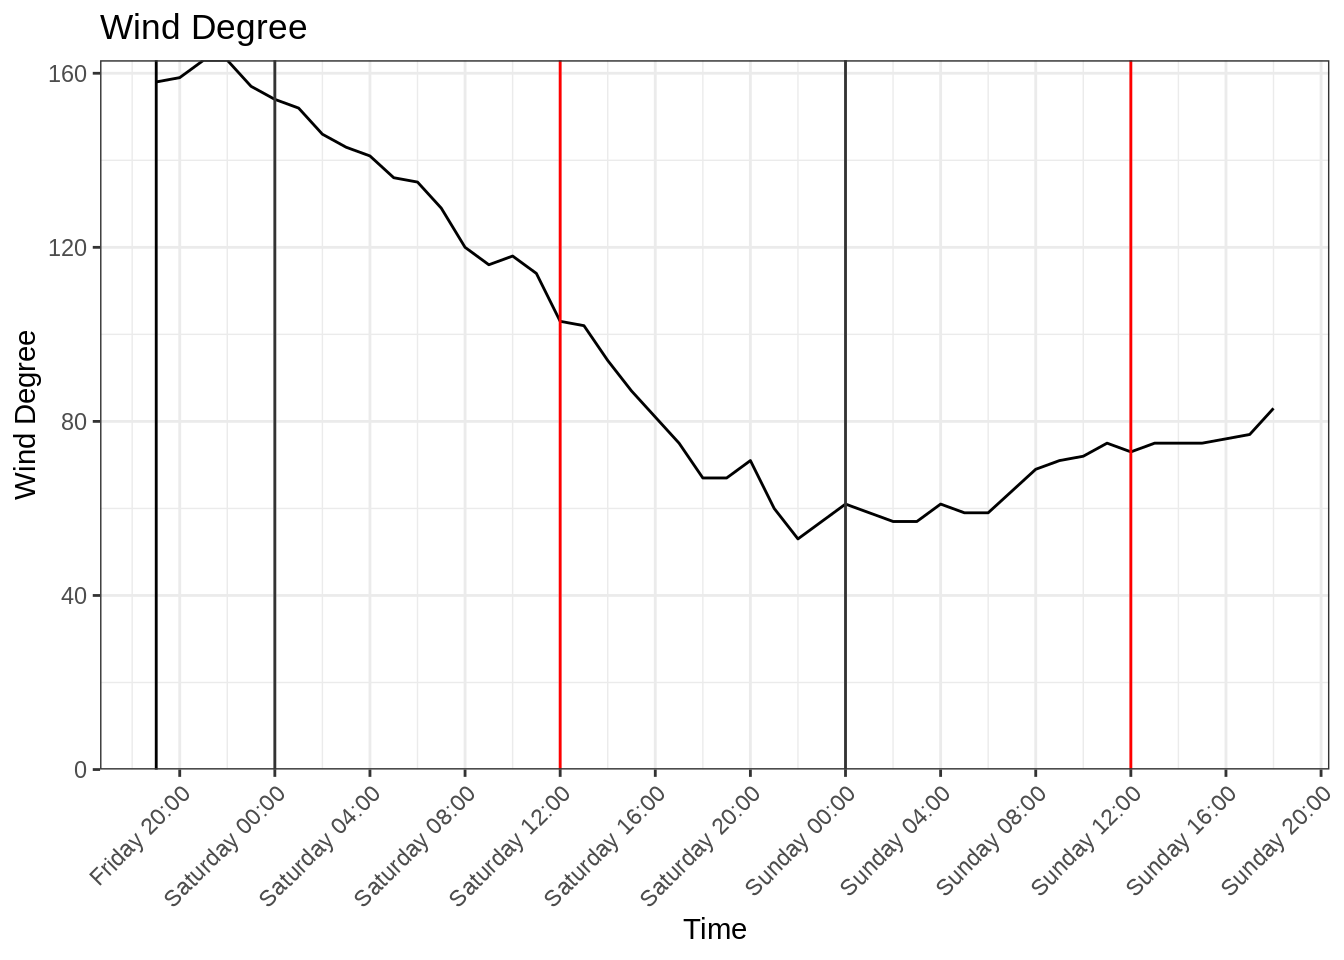 Wind Degree
160
120
80
40
0
Wind Degree
Friday 20:00
Saturday 00:00
Saturday 04:00
Saturday 08:00
Saturday 12:00
Saturday 16:00
Saturday 20:00
Sunday 00:00
Sunday 04:00
Sunday 08:00
Sunday 12:00
Sunday 16:00
Sunday 20:00
Time